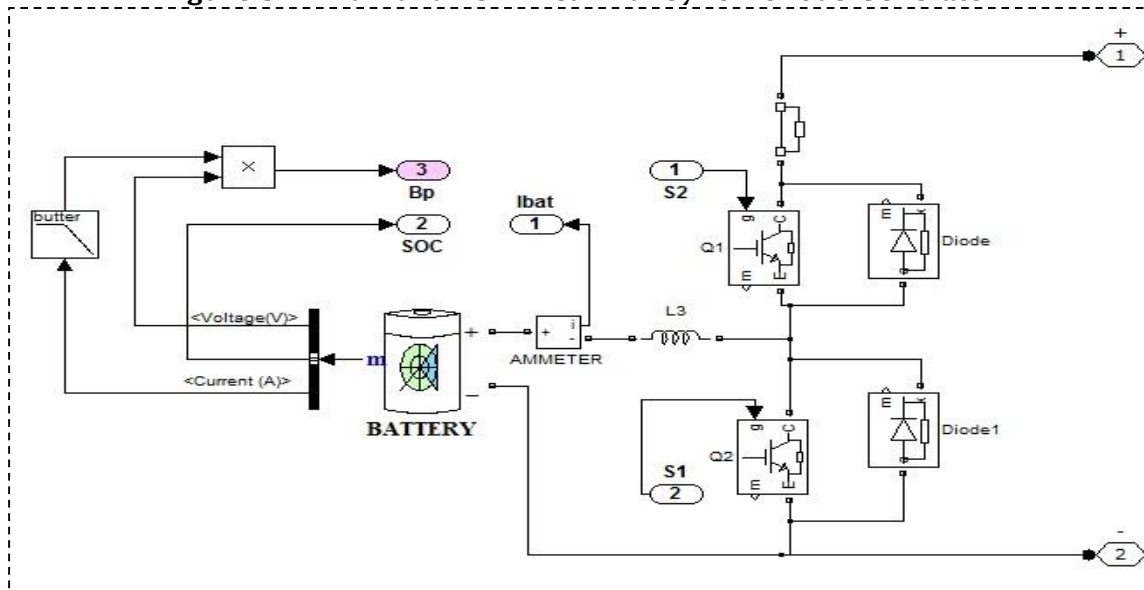 +
1
3
Bp
1
S2
butter
2
SOC
Ibat
1
g
C
Q1
m
E
m
Diode
<Voltage(V)>
L3
+
m
+
i
-
AMMETER
<Current (A)>
-
BATTERY
g
C
Q2
m
E
m
Diode1
S1
2
-
2